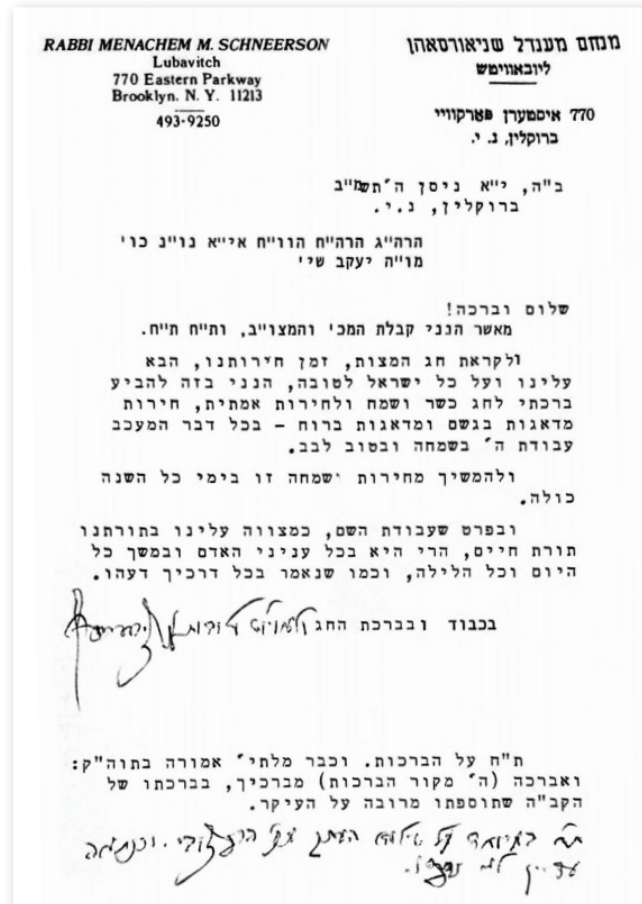 RABBI MENACHEM M. SCHNEERSON
Lubavitch
770 Eastern Parkway
Brooklyn, N. Y. 11213
493-9250
מנחם מענדל שניאורסאהן
ליובאוויטש
770 איסטערן פארקוויי
ברוקלין, נ. י.
ב"ה, י"א ניסן ה'תשמ"ב
ברוקלין, נ.י.
הרה"ג הרה"ח הוו"ח אי"א נו"נ כו'
מו"ה יעקב שי'
שלום וברכה!
מאשר הנני קבלת המכ' והמצו"ב, ות"ח ת"ח.
ולקראת חג המצות, זמן חירותנו, הבא
עלינו ועל כל ישראל לטובה, הנני בזה להביע
ברכתי לחג כשר ושמח ולחירות אמתית, חירות
מדאגות בגשם ומדאגות ברוח - בכל דבר המעכב
עבודת ה' בשמחה ובטוב לבב.
ולהמשיך מחירות ושמחה זו בימי כל השנה
כולה.
ובפרט שעבודת השם, כמצווה עלינו בתורתנו
תורת חיים, הרי היא בכל עניני האדם ובמשך כל
היום וכל הלילה, וכמו שנאמר בכל דרכיך דעהו.
בכבוד ובברכת החג
ת"ח על הברכות. וכבר מלתי' אמורה בתוה"ק:
ואברכה (ה' מקור הברכות) מברכיך, בברכתו של
הקב"ה שתוספתו מרובה על העיקר.